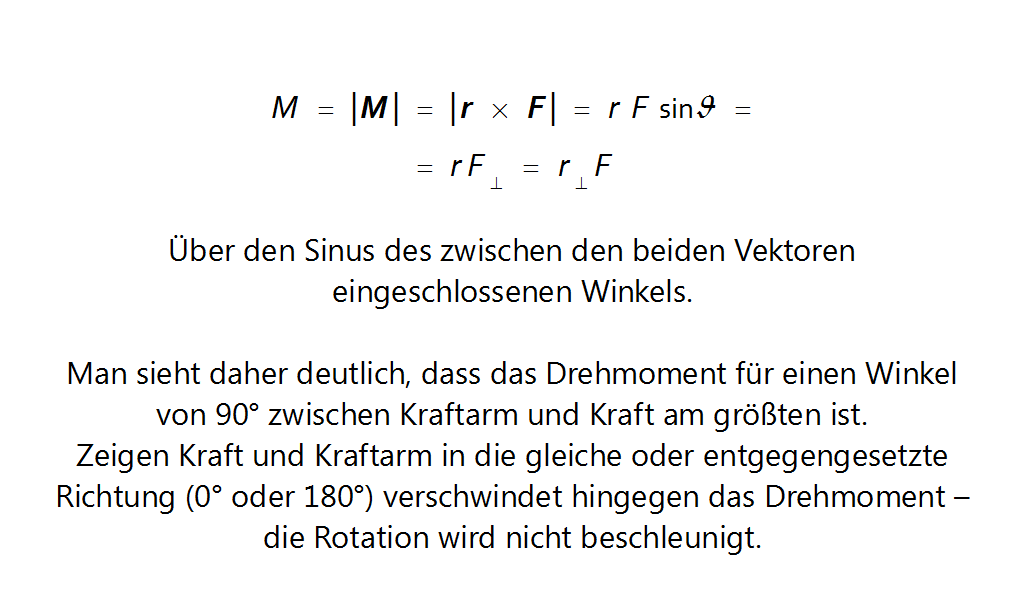 M = |M| = |r × F| = r F sinϑ =
= r F⊥ = r⊥ F
Über den Sinus des zwischen den beiden Vektoren
eingeschlossenen Winkels.
Man sieht daher deutlich, dass das Drehmoment für einen Winkel
von 90° zwischen Kraftarm und Kraft am größten ist.
Zeigen Kraft und Kraftarm in die gleiche oder entgegengesetzte
Richtung (0° oder 180°) verschwindet hingegen das Drehmoment –
die Rotation wird nicht beschleunigt.